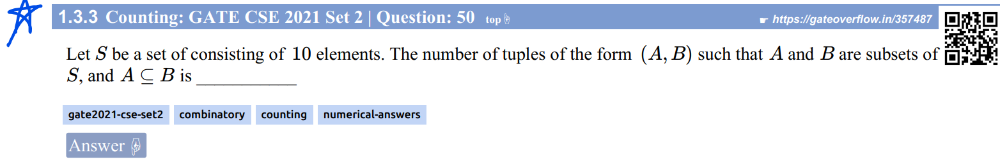 1.3.3 Counting: GATE CSE 2021 Set 2 | Question: 50 top☟ ☛ https://gateoverflow.in/357487
Let S be a set of consisting of 10 elements. The number of tuples of the form (A, B) such that A and B are subsets of
S, and A ⊆ B is ___________
gate2021-cse-set2 combinatory counting numerical-answers
Answer ☟